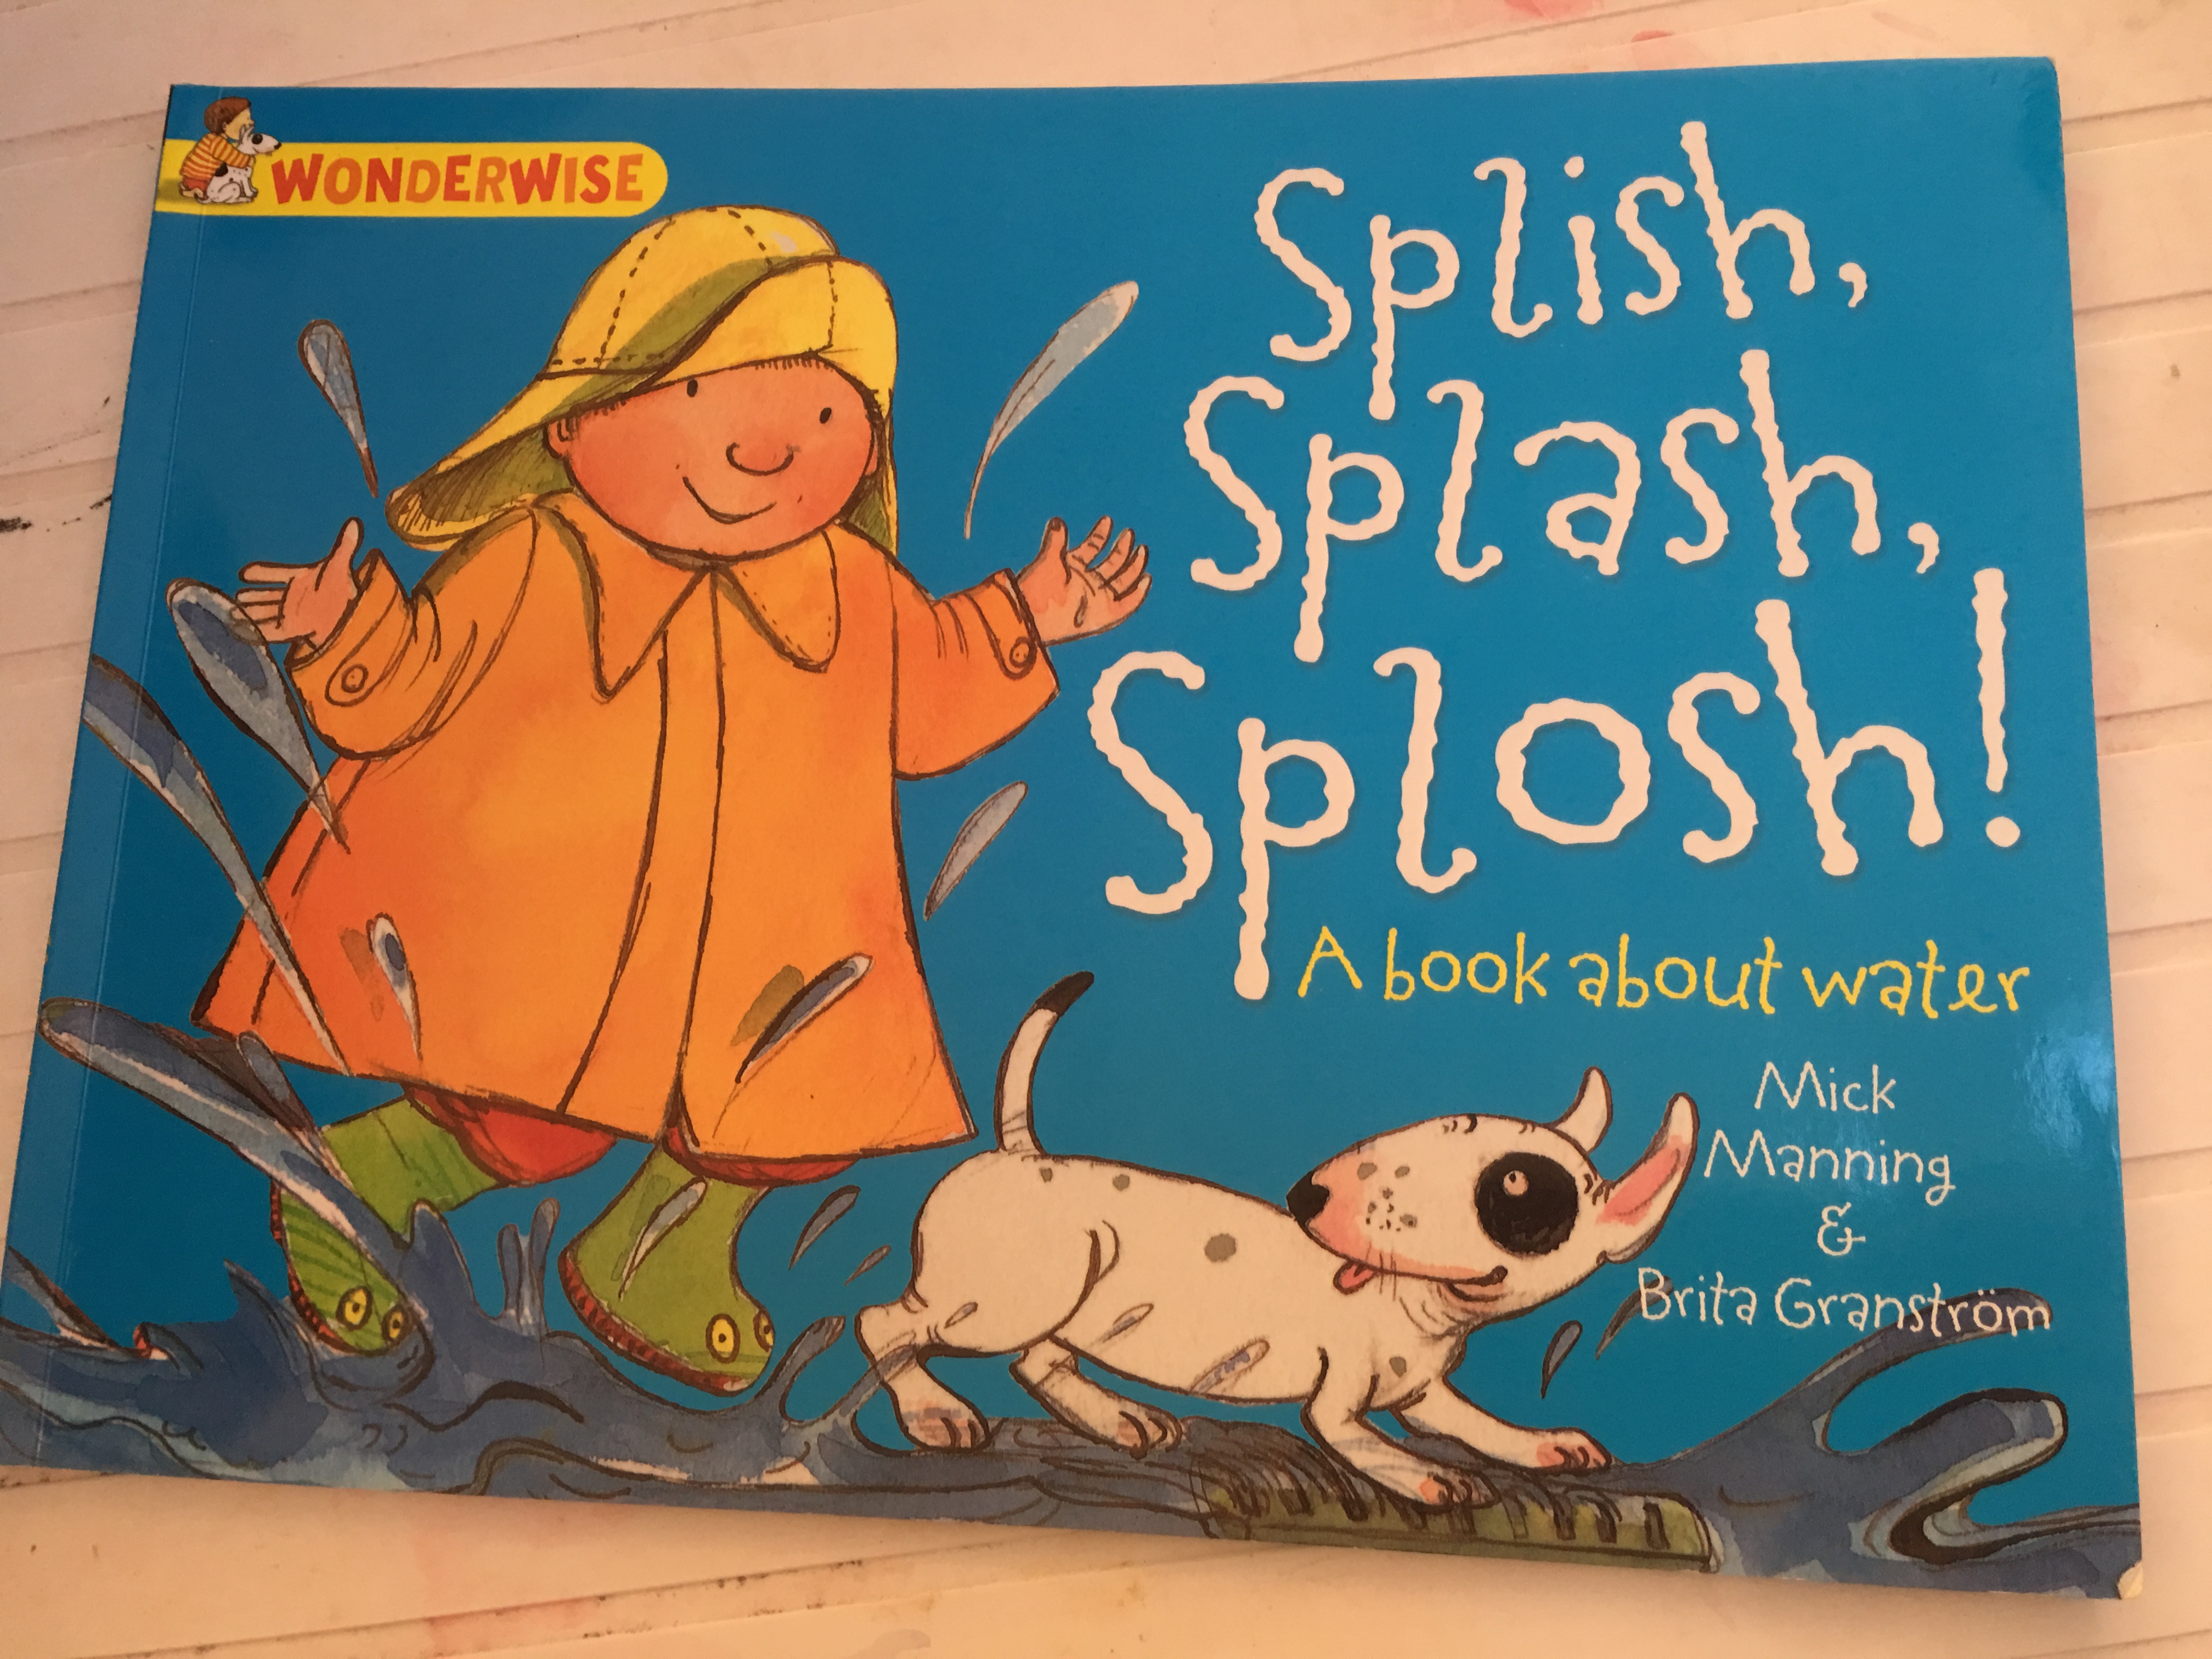 WONDERWISE
Splish,
Splash,
Splosh!
A book about water
Mick
Manning
&
Brita Granström